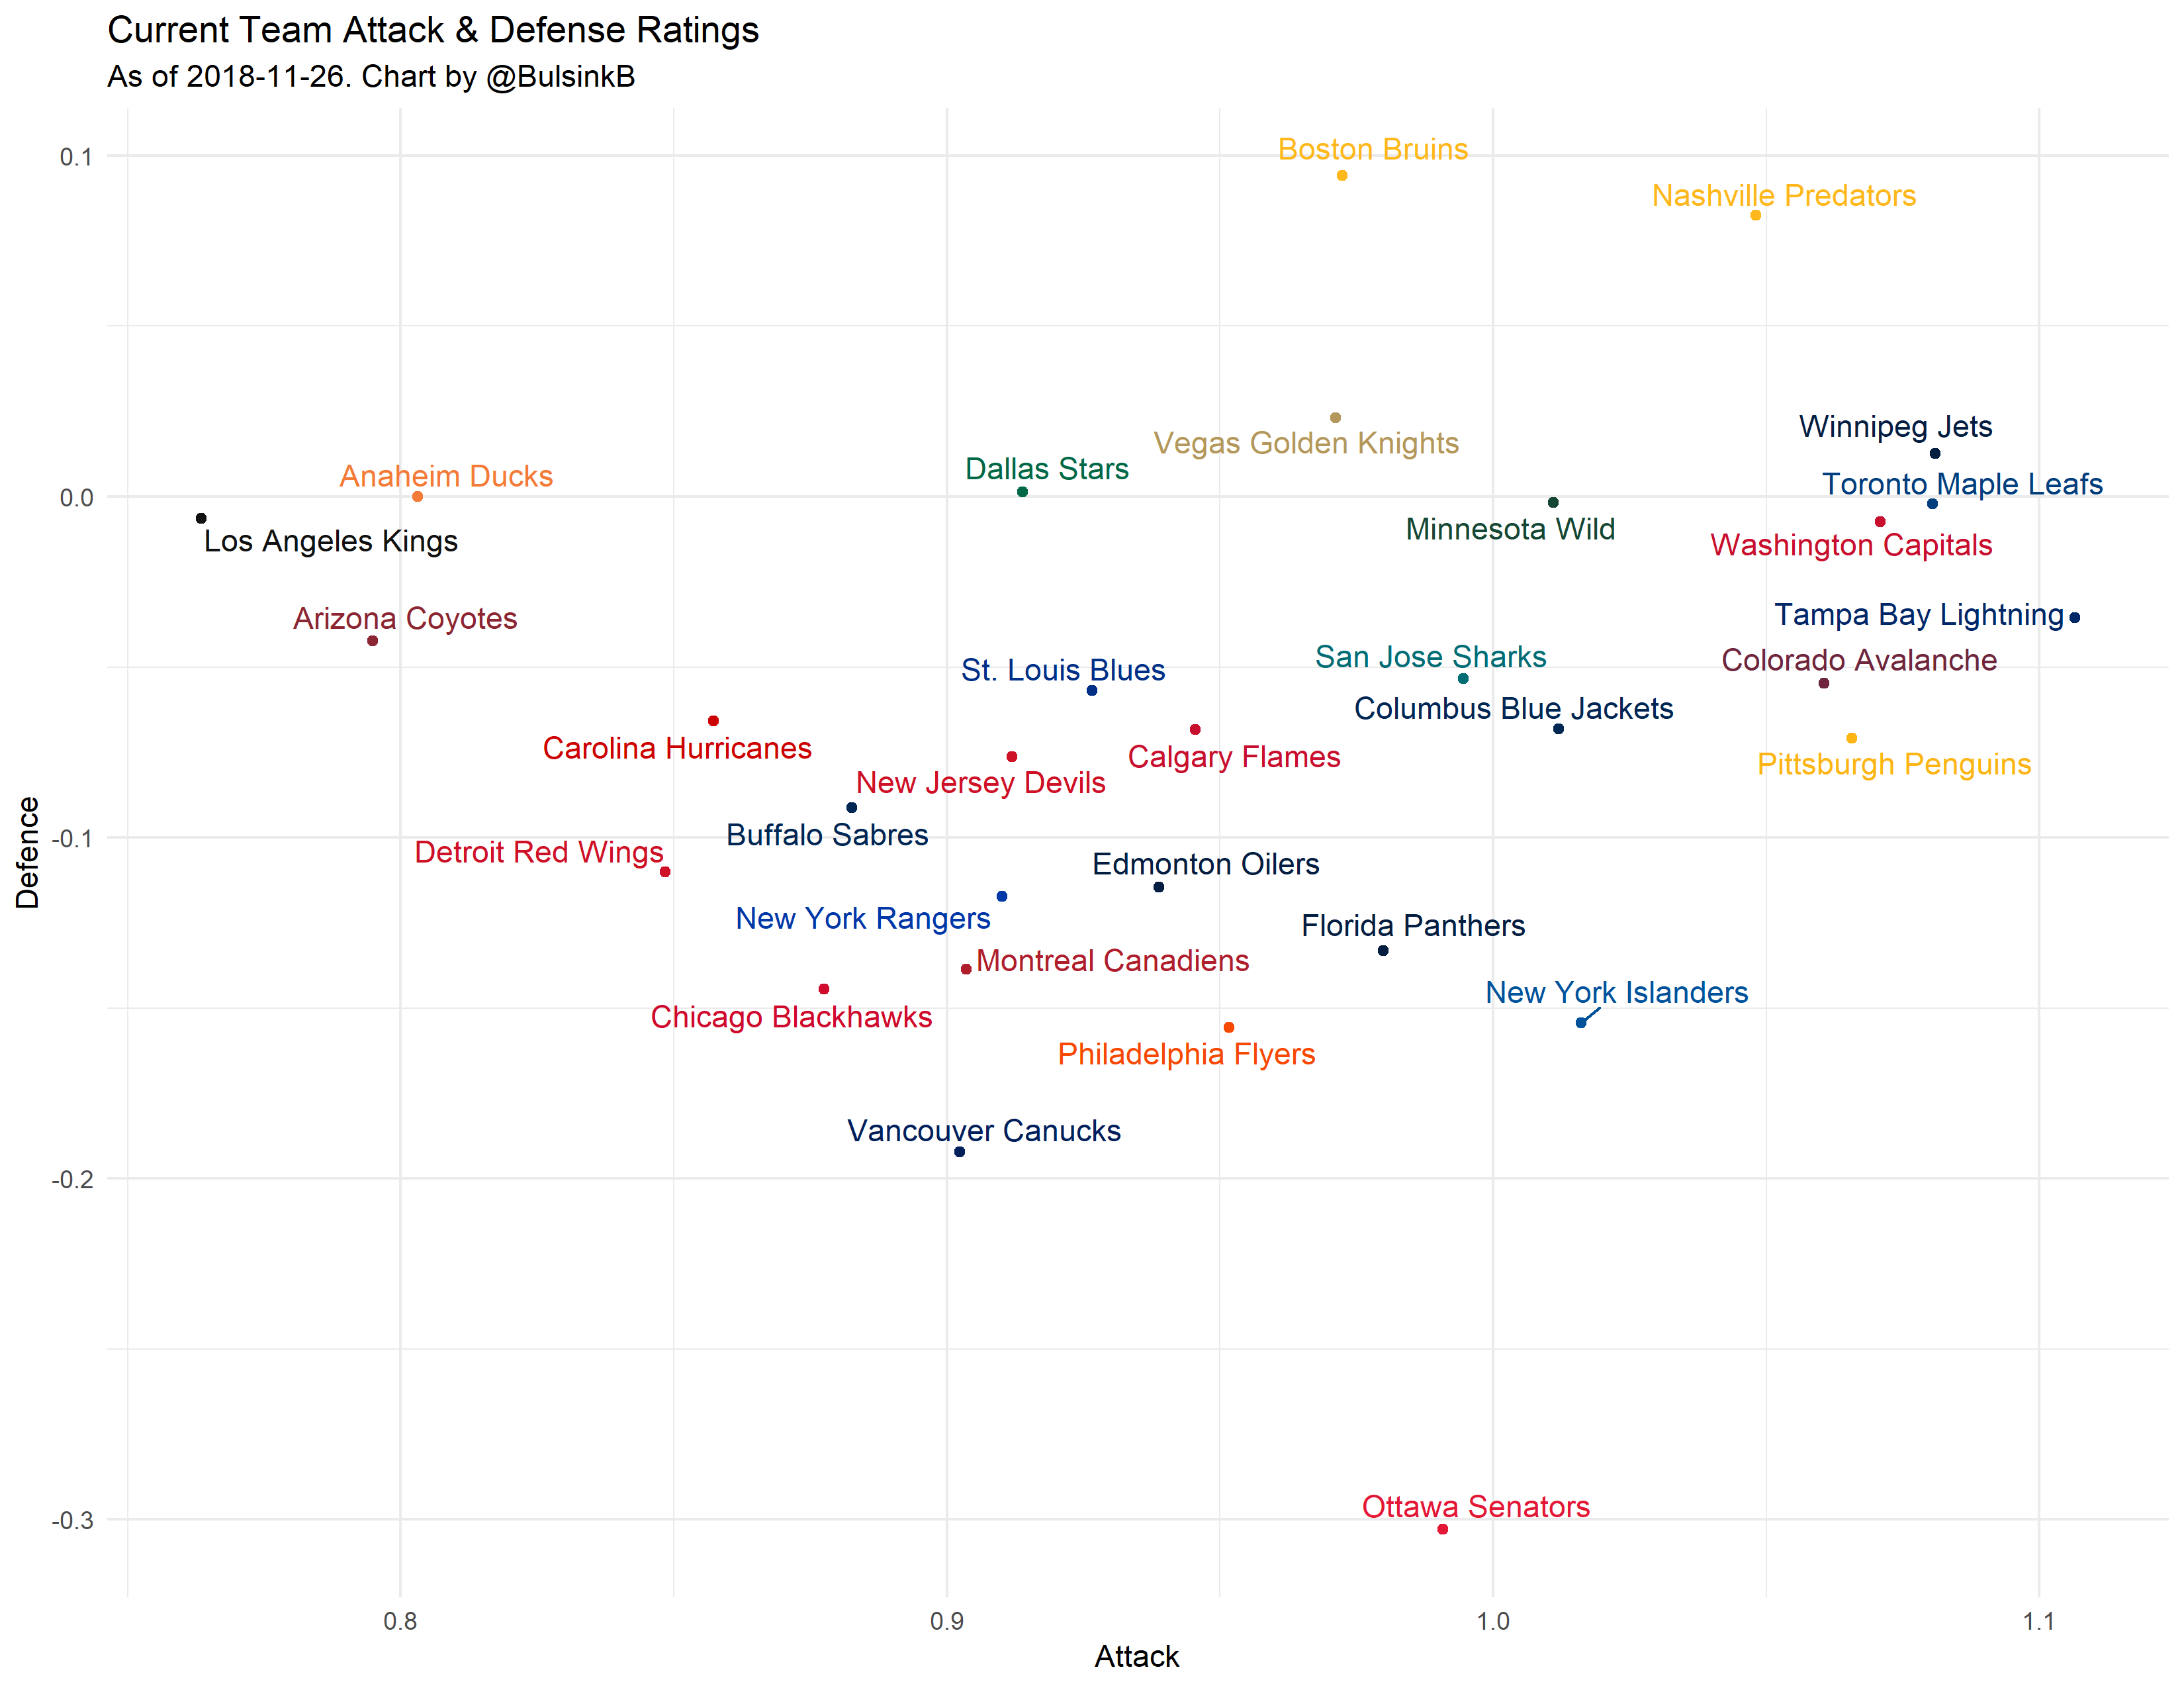 Current Team Attack & Defense Ratings
As of 2018-11-26. Chart by @BulsinkB
Boston Bruins
0.1
Nashville Predators
Winnipeg Jets
Vegas Golden Knights
Dallas Stars
Anaheim Ducks
Toronto Maple Leafs
0.0
Minnesota Wild
Los Angeles Kings
Washington Capitals
Tampa Bay Lightning
Arizona Coyotes
San Jose Sharks
Colorado Avalanche
St. Louis Blues
Columbus Blue Jackets
Carolina Hurricanes
Calgary Flames
Pittsburgh Penguins
New Jersey Devils
Buffalo Sabres
-0.1
Defence
Detroit Red Wings
Edmonton Oilers
New York Rangers
Florida Panthers
Montreal Canadiens
New York Islanders
Chicago Blackhawks
Philadelphia Flyers
Vancouver Canucks
-0.2
Ottawa Senators
-0.3
0.8
0.9
1.0
1.1
Attack